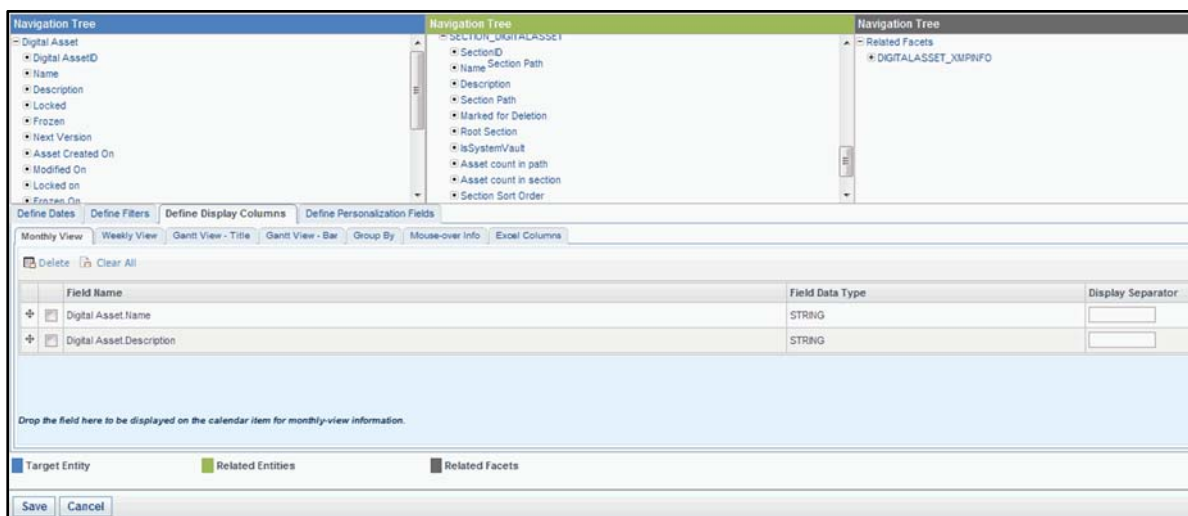 Navigation Tree
Digital Asset
Digital AssetID
Name
Description
Locked
Frozen
Next Version
Asset Created On
Modified On
Locked on
Frozen On
Navigation Tree
SECTION_DIGITALASSET
SectionID
Name Section Path
Description
Section Path
Marked for Deletion
Root Section
IsSystemVault
Asset count in path
Asset count in section
Section Sort Order
Navigation Tree
Related Facets
DIGITALASSET_XMPINFO
Define Dates Define Filters Define Display Columns Define Personalization Fields
Monthly View Weekly View Gantt View - Title Gantt View - Bar Group By Mouse-over Info Excel Columns
Delete Clear All
Field Name Field Data Type Display Separator
Digital Asset.Name STRING
Digital Asset.Description STRING
Drop the field here to be displayed on the calendar item for monthly-view information.
Target Entity Related Entities Related Facets
Save Cancel